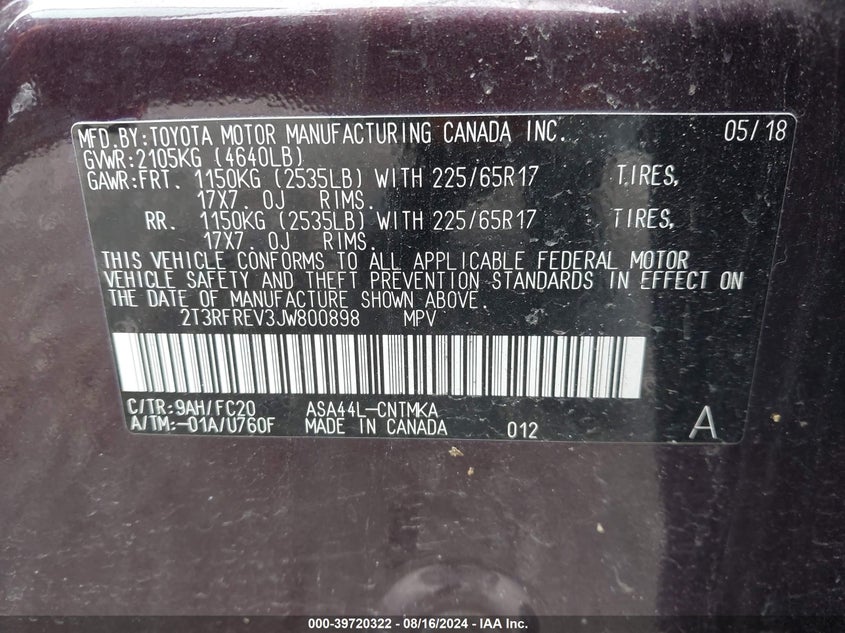 MFD.BY:TOYOTA MOTOR MANUFACTURING CANADA INC. 05/18
GVWR:2105KG (4640LB)
GAWR:FRT. 1150KG (2535LB) WITH 225/65R17 TIRES,
17X7.0J RIMS.
RR. 1150KG (2535LB) WITH 225/65R17 TIRES,
17X7.0J RIMS.
THIS VEHICLE CONFORMS TO ALL APPLICABLE FEDERAL MOTOR
VEHICLE SAFETY AND THEFT PREVENTION STANDARDS IN EFFECT ON
THE DATE OF MANUFACTURE SHOWN ABOVE.
2T3RFREV3JW800898 MPV
C/TR:9AH/FC20 ASA44L-CNTMKA
A/TM:-01A/U760F MADE IN CANADA 012 A
000-39720322 - 08/16/2024 - IAA Inc.